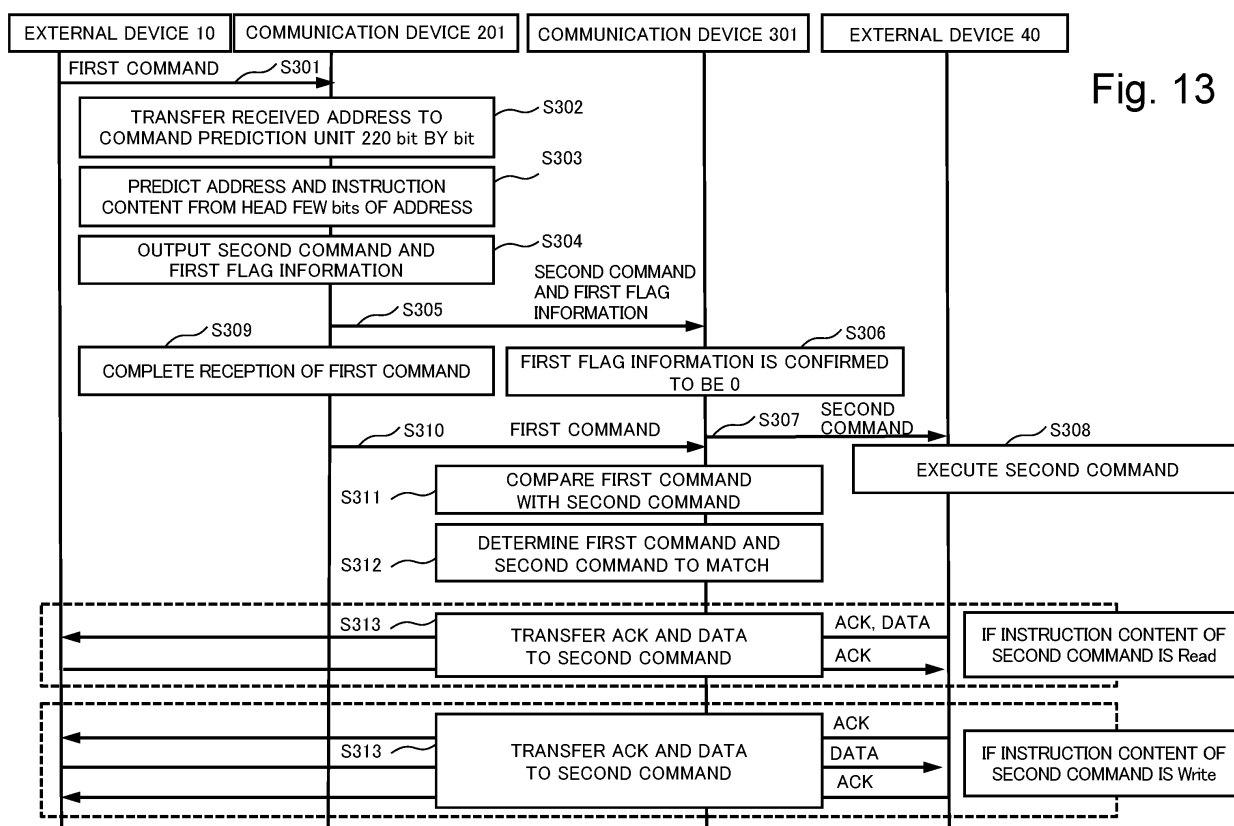 EXTERNAL DEVICE 10
COMMUNICATION DEVICE 201
COMMUNICATION DEVICE 301
EXTERNAL DEVICE 40
Fig. 13
FIRST COMMAND
S301
TRANSFER RECEIVED ADDRESS TO
COMMAND PREDICTION UNIT 220 bit BY bit
S302
PREDICT ADDRESS AND INSTRUCTION
CONTENT FROM HEAD FEW bits OF ADDRESS
S303
OUTPUT SECOND COMMAND AND
FIRST FLAG INFORMATION
S304
SECOND COMMAND
AND FIRST FLAG
INFORMATION
S305
S309
COMPLETE RECEPTION OF FIRST COMMAND
S306
FIRST FLAG INFORMATION IS CONFIRMED
TO BE 0
S310
FIRST COMMAND
S307
SECOND
COMMAND
S308
EXECUTE SECOND COMMAND
S311
COMPARE FIRST COMMAND
WITH SECOND COMMAND
S312
DETERMINE FIRST COMMAND AND
SECOND COMMAND TO MATCH
S313
TRANSFER ACK AND DATA
TO SECOND COMMAND
ACK, DATA
ACK
IF INSTRUCTION CONTENT OF
SECOND COMMAND IS Read
S313
TRANSFER ACK AND DATA
TO SECOND COMMAND
ACK
DATA
ACK
IF INSTRUCTION CONTENT OF
SECOND COMMAND IS Write